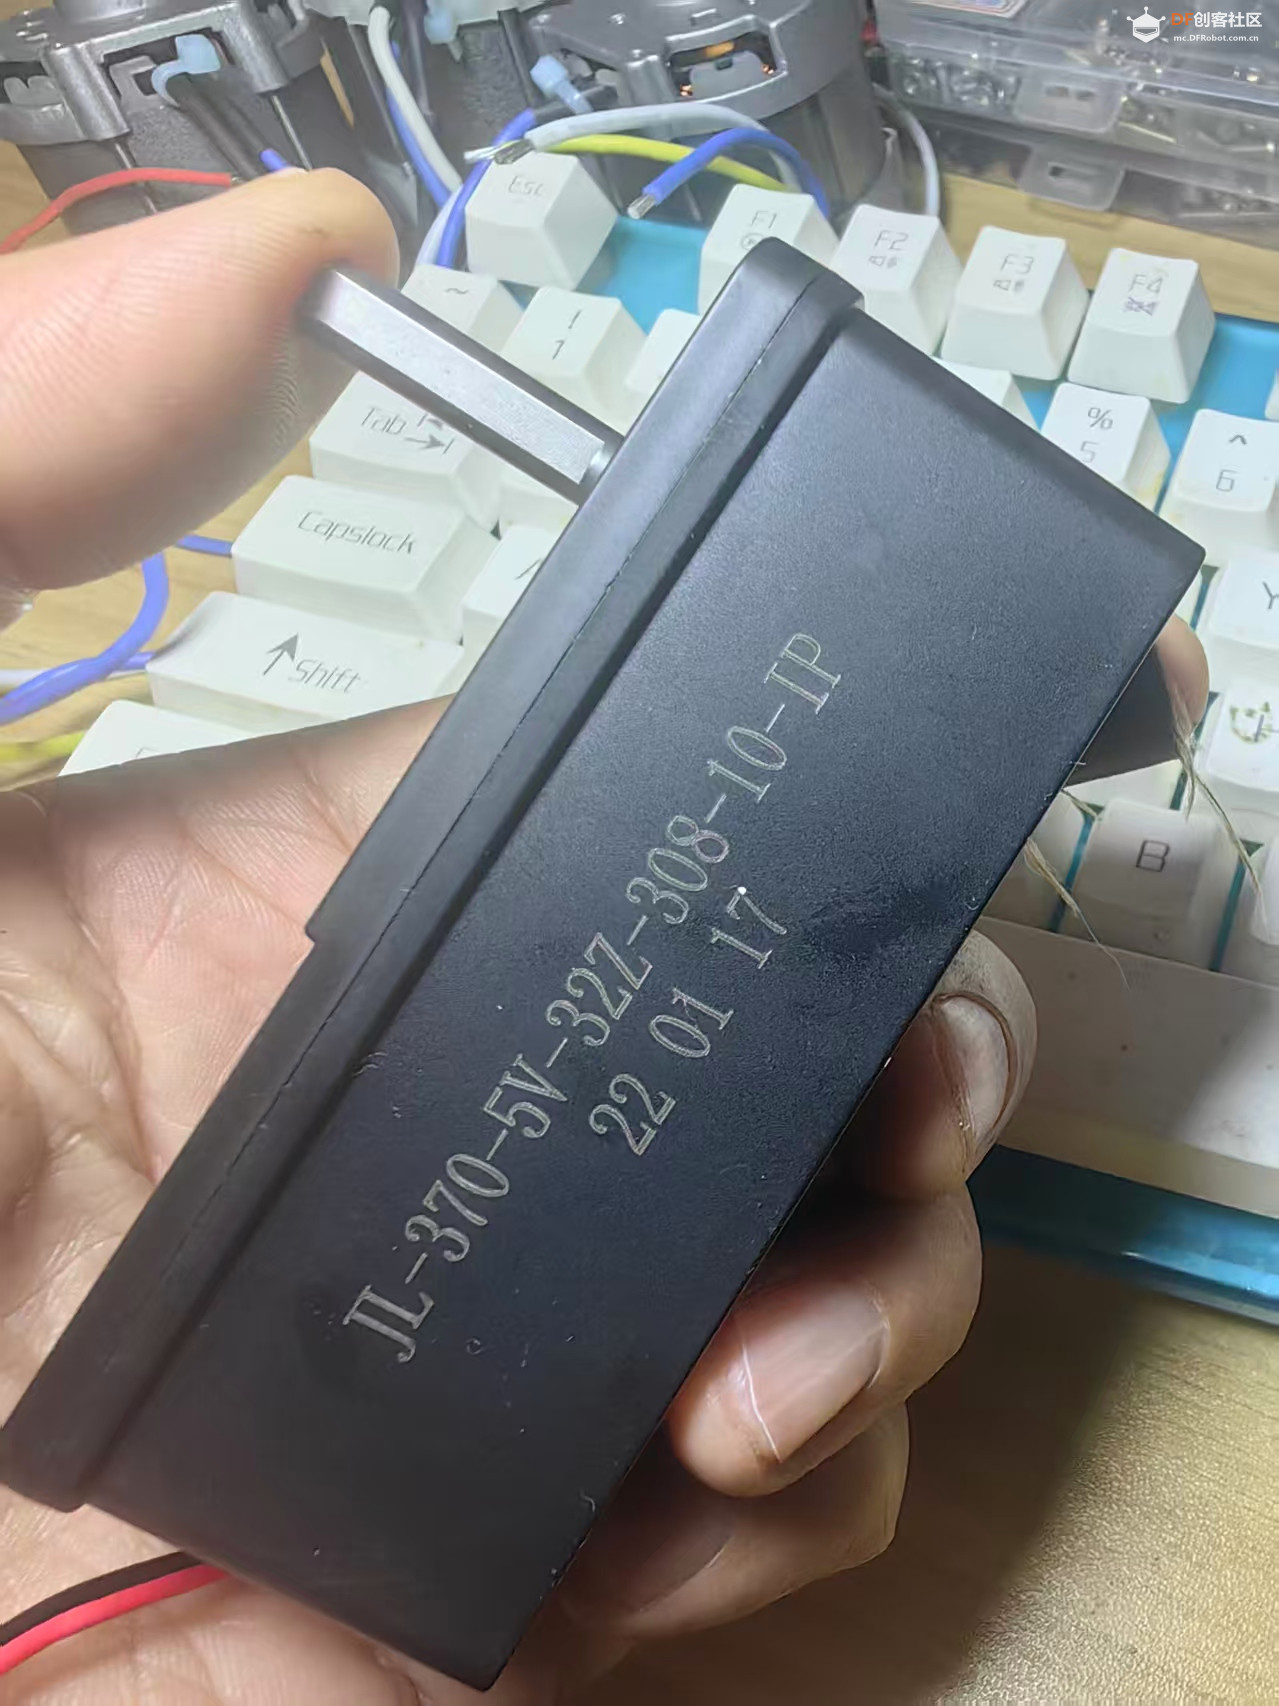 DF创客社区
mc.DFRobot.com.cn
Esc
F1
F2
F3
F4
~
!
1
%
5
^
6
Tab
Capslock
Shift
Y
B
JL-370-5V-32Z-308-10-IP
22 01 17